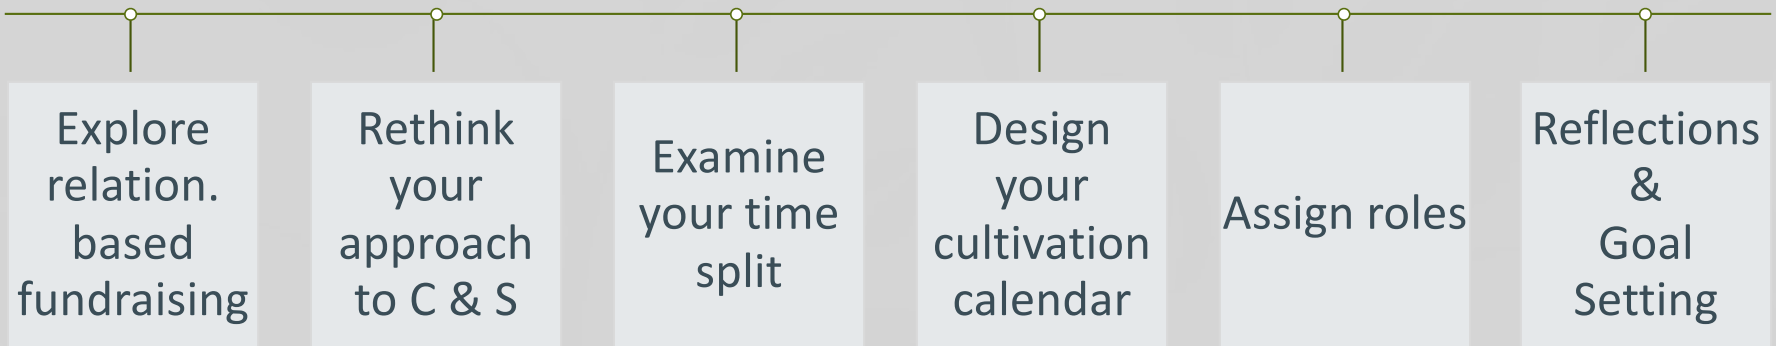 Explore
relation.
based
fundraising
Rethink
your
approach
to C & S
Examine
your time
split
Design
your
cultivation
calendar
Assign roles
Reflections
&
Goal
Setting